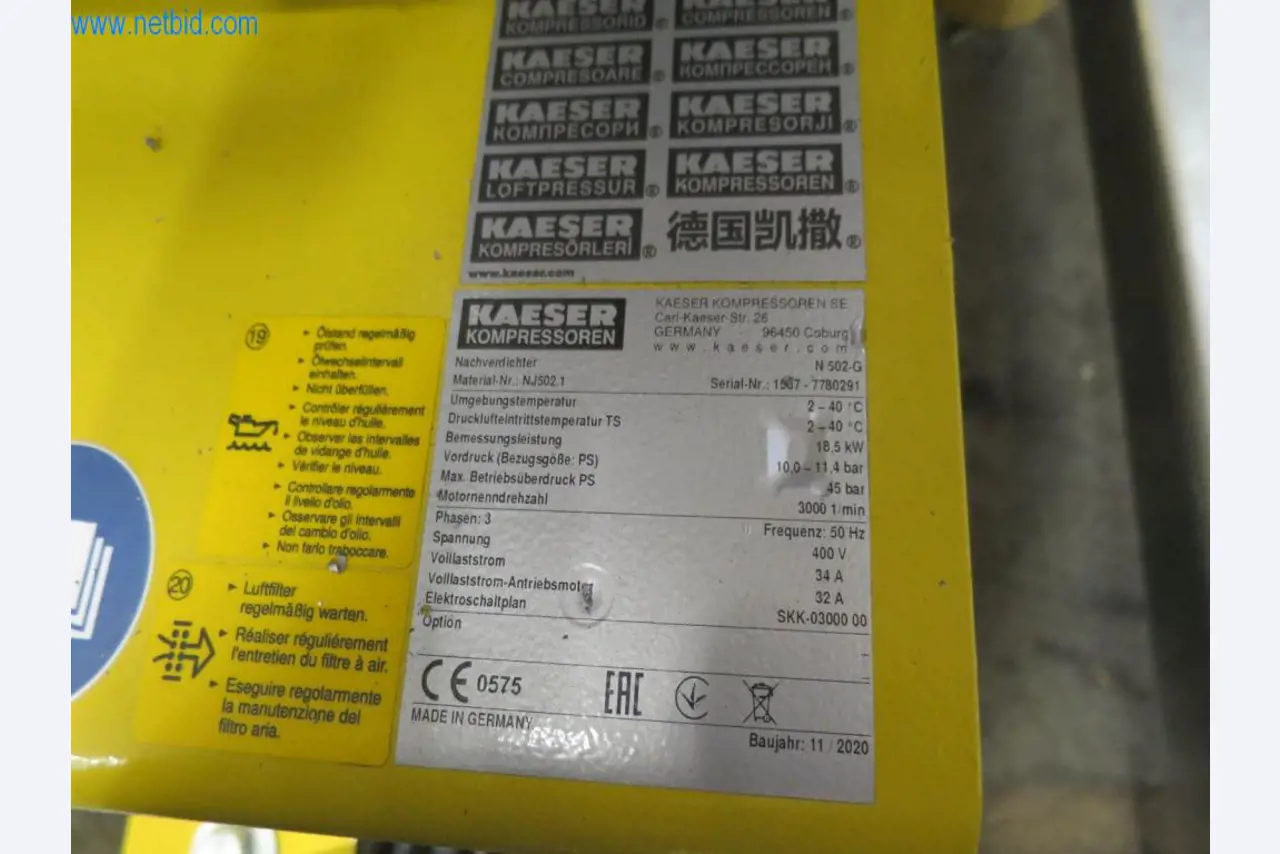 www.netbid.com
KAESER KAESER
KOMPRESSORID ® KOMPRESSOREN ®
KAESER KAESER
COMPRESOARE ® КОМПРЕССОРЕН ®
KAESER KAESER
КОМПРЕСОРИ ® KOMPRESORJI ®
KAESER KAESER
LOFTPRESSUR ® KOMPRESSOREN ®
KAESER 德国凯撒 ®
KOMPRESÖRLERİ ®
www.kaeser.com
KAESER
KOMPRESSOREN
KAESER KOMPRESSOREN SE
Carl-Kaeser-Str. 26
GERMANY 96450 Coburg
www.kaeser.com
Nachverdichter N 502-G
Material-Nr.: NJ502.1 Serial-Nr.: 1537 - 7780291
Umgebungstemperatur 2 – 40 °C
Drucklufteintrittstemperatur TS 2 – 40 °C
Bemessungsleistung 18,5 kW
Vordruck (Bezugsgöße: PS) 10,0 – 11,4 bar
Max. Betriebsüberdruck PS 45 bar
Motornenndrehzahl 3000 1/min
Phasen: 3 Frequenz: 50 Hz
Spannung 400 V
Volllaststrom 34 A
Volllaststrom-Antriebsmotor 32 A
Elektroschaltplan SKK-03000 00
Option
CE 0575 EAC
MADE IN GERMANY
Baujahr: 11 / 2020
19
► Ölstand regelmäßig
prüfen.
► Ölwechselintervall
einhalten.
► Nicht überfüllen.
► Contrôler régulièrement
le niveau d'huile.
► Observer les intervalles
de vidange d'huile.
► Vérifier le niveau.
► Controllare regolarmente
il livello d'olio.
► Osservare gli intervalli
del cambio d'olio.
► Non farlo traboccare.
20
► Luftfilter
regelmäßig warten.
► Réaliser régulièrement
l'entretien du filtre à air.
► Eseguire regolarmente
la manutenzione del
filtro aria.